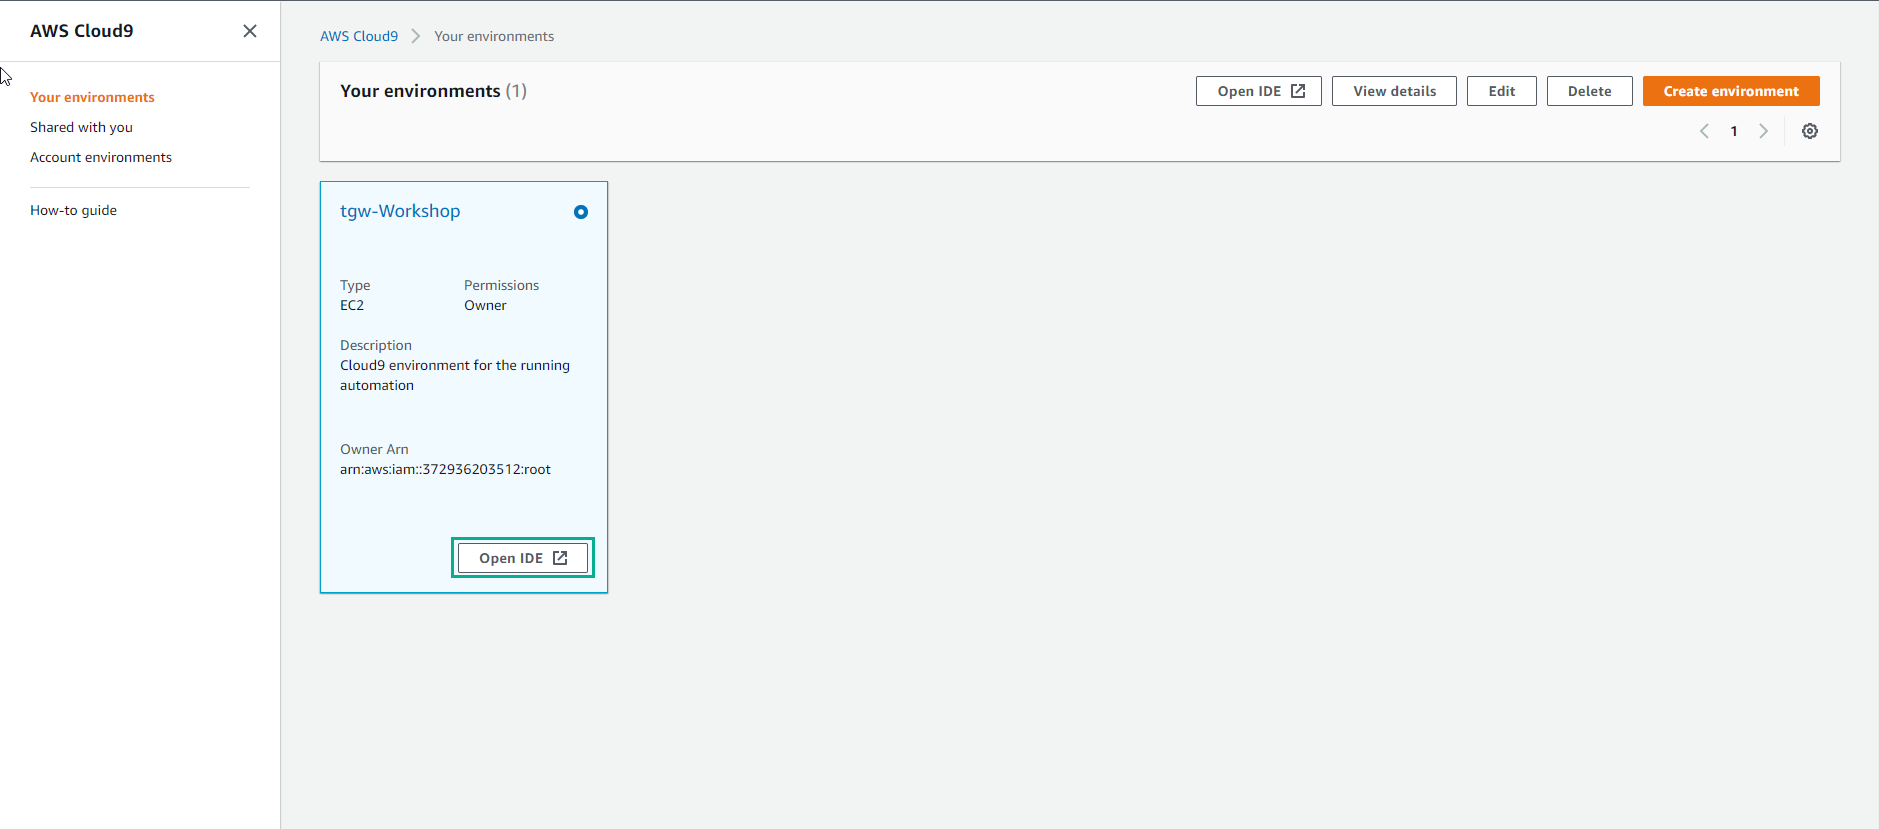 AWS Cloud9
Your environments
Shared with you
Account environments
How-to guide
AWS Cloud9 Your environments
Your environments (1)
Open IDE View details Edit Delete Create environment
1
tgw-Workshop
Type Permissions
EC2 Owner
Description
Cloud9 environment for the running
automation
Owner Arn
arn:aws:iam::372936203512:root
Open IDE